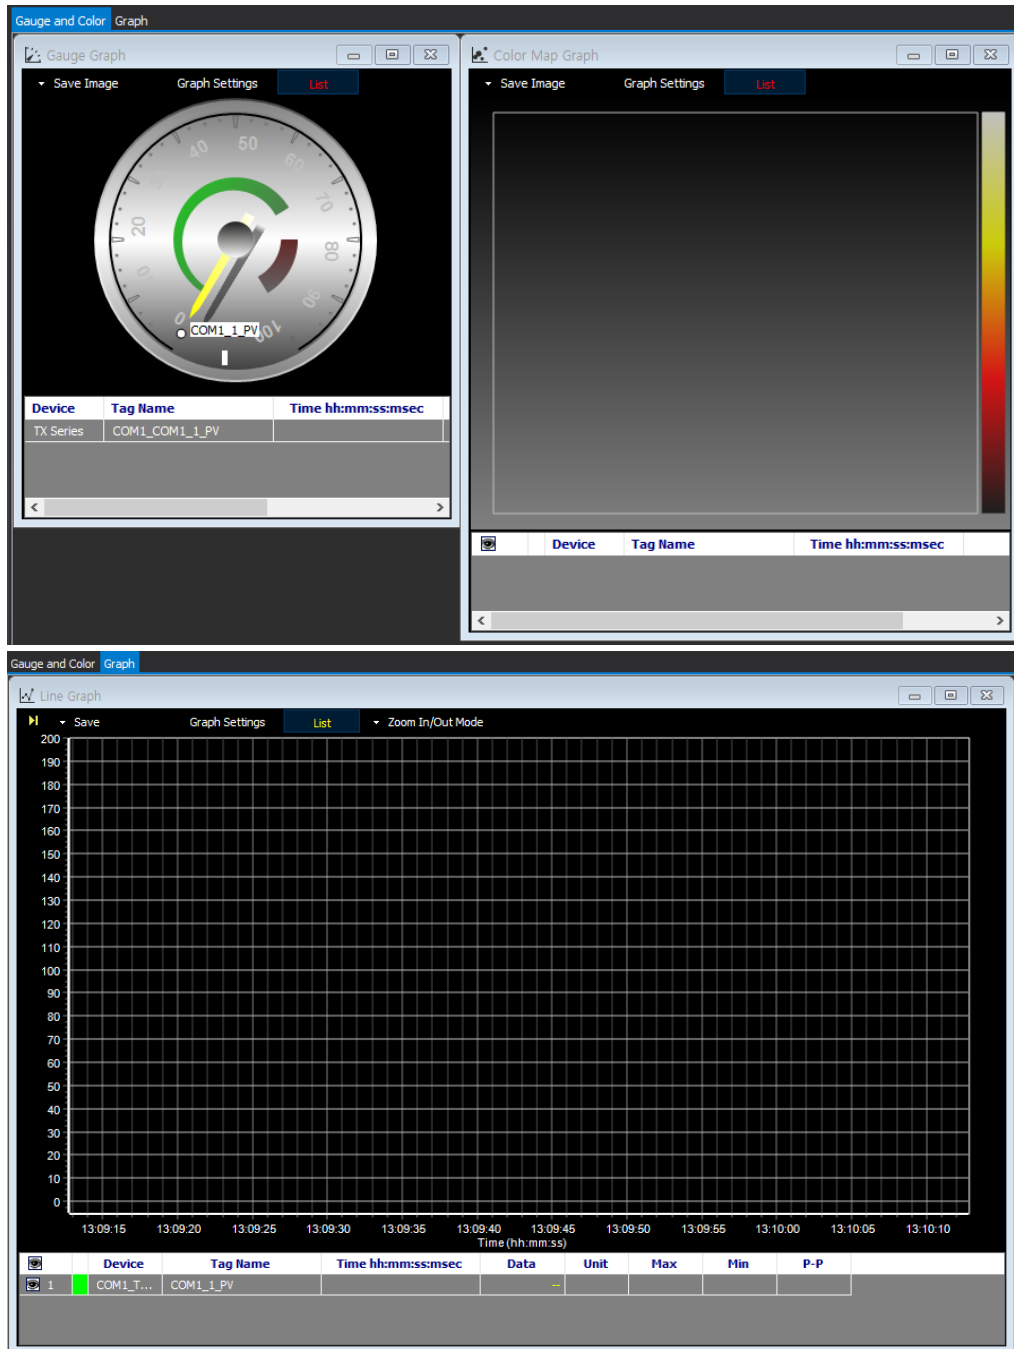 Gauge and Color Graph
Gauge Graph
Save Image Graph Settings List
0
10
20
30
40
50
60
70
80
90
100
COM1_1_PV
Device Tag Name Time hh:mm:ss:msec
TX Series COM1_COM1_1_PV
Color Map Graph
Save Image Graph Settings List
Device Tag Name Time hh:mm:ss:msec
Gauge and Color Graph
Line Graph
Save Graph Settings List Zoom In/Out Mode
200
190
180
170
160
150
140
130
120
110
100
90
80
70
60
50
40
30
20
10
0
13:09:15 13:09:20 13:09:25 13:09:30 13:09:35 13:09:40 13:09:45 13:09:50 13:09:55 13:10:00 13:10:05 13:10:10
Time(hh:mm:ss)
Device Tag Name Time hh:mm:ss:msec Data Unit Max Min P-P
1 COM1_T... COM1_1_PV --